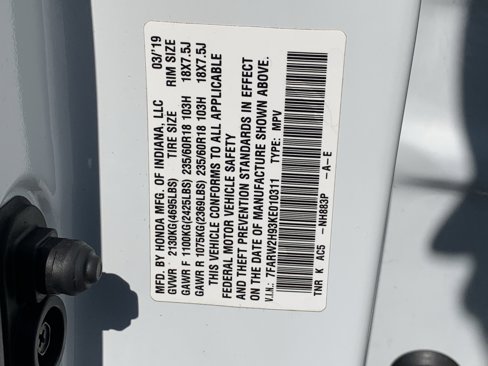 MFD. BY HONDA MFG. OF INDIANA, LLC 03/'19
GVWR 2130KG(4695LBS) TIRE SIZE RIM SIZE
GAWR F 1100KG(2425LBS) 235/60R18 103H 18X7.5J
GAWR R 1075KG(2369LBS) 235/60R18 103H 18X7.5J
THIS VEHICLE CONFORMS TO ALL APPLICABLE
FEDERAL MOTOR VEHICLE SAFETY
AND THEFT PREVENTION STANDARDS IN EFFECT
ON THE DATE OF MANUFACTURE SHOWN ABOVE.
V.I.N.: 7FARW2H93KE010311 TYPE: MPV
TNR K AC5 -NH883P -A-E